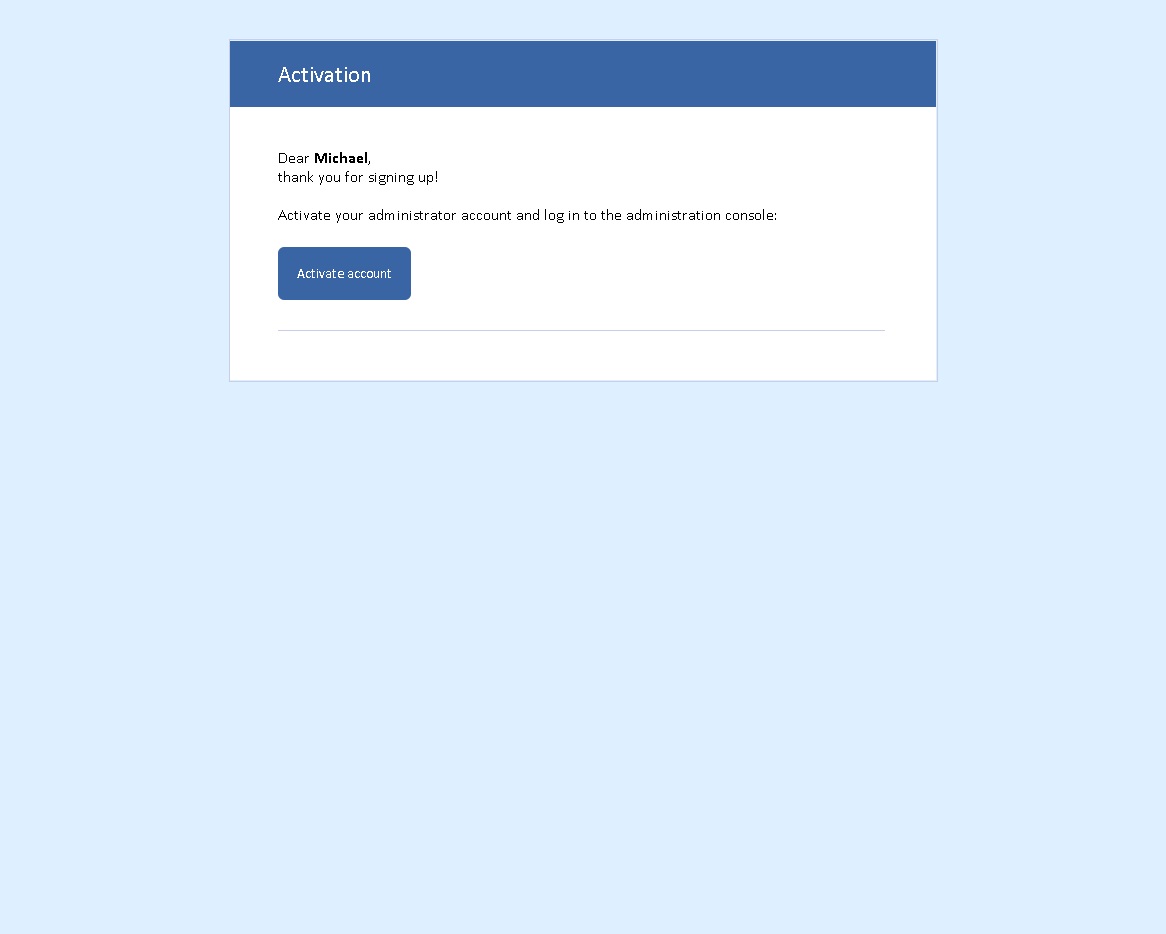 Activation
Dear Michael,
thank you for signing up!
Activate your administrator account and log in to the administration console:
Activate account